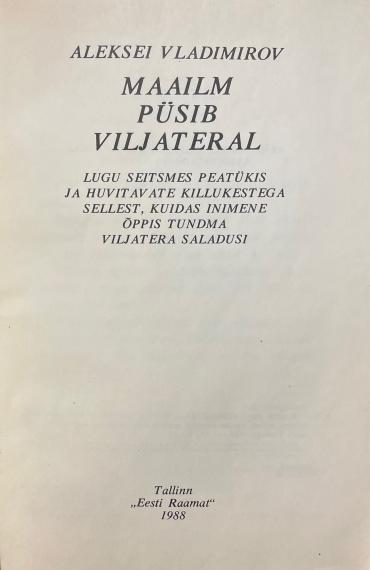 ALEKSEI VLADIMIROV
MAAILM
PÜSIB
VILJATERAL
LUGU SEITSMES PEATÜKIS
JA HUVITAVATE KILLUKESTEGA
SELLEST, KUIDAS INIMENE
ÕPPIS TUNDMA
VILJATERA SALADUSI
Tallinn
„Eesti Raamat“
1988